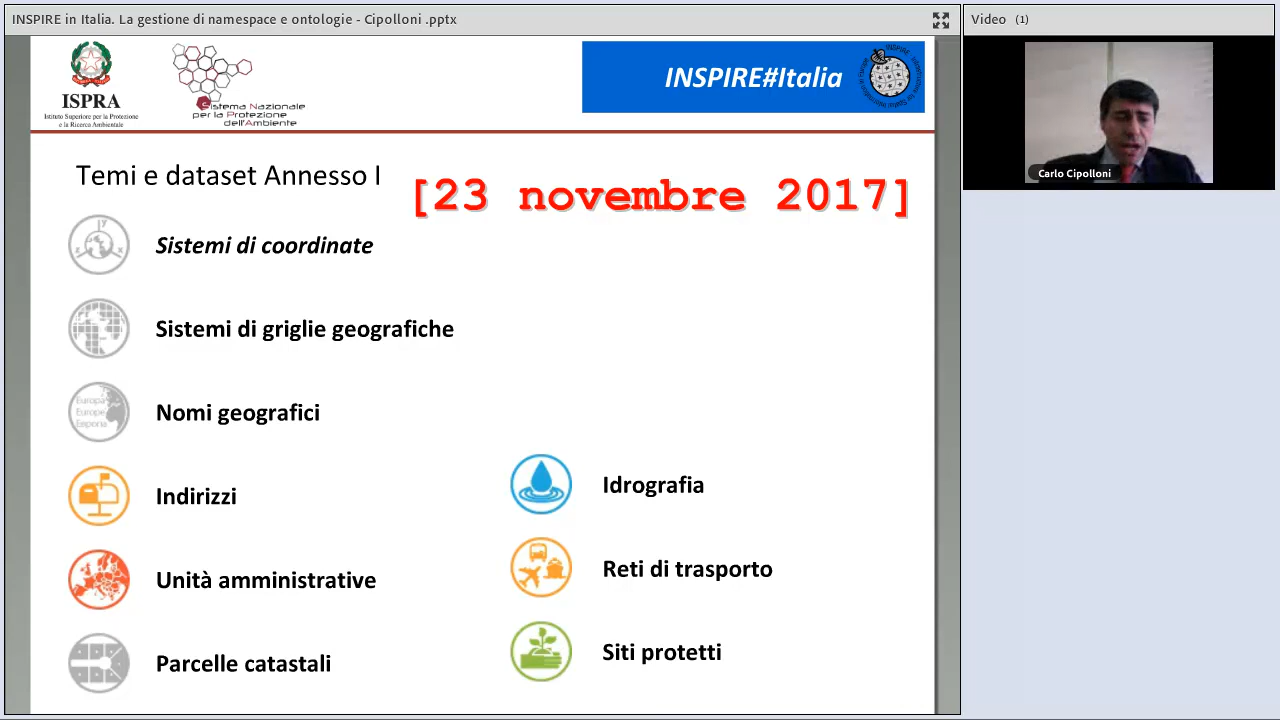 INSPIRE in Italia. La gestione di namespace e ontologie - Cipolloni .pptx
Video (1)
ISPRA
Istituto Superiore per la Protezione
e la Ricerca Ambientale
Sistema Nazionale
per la Protezione
dell'Ambiente
INSPIRE#Italia
Carlo Cipolloni
Temi e dataset Annesso I
[23 novembre 2017]
Sistemi di coordinate
Sistemi di griglie geografiche
Nomi geografici
Indirizzi
Unità amministrative
Parcelle catastali
Idrografia
Reti di trasporto
Siti protetti